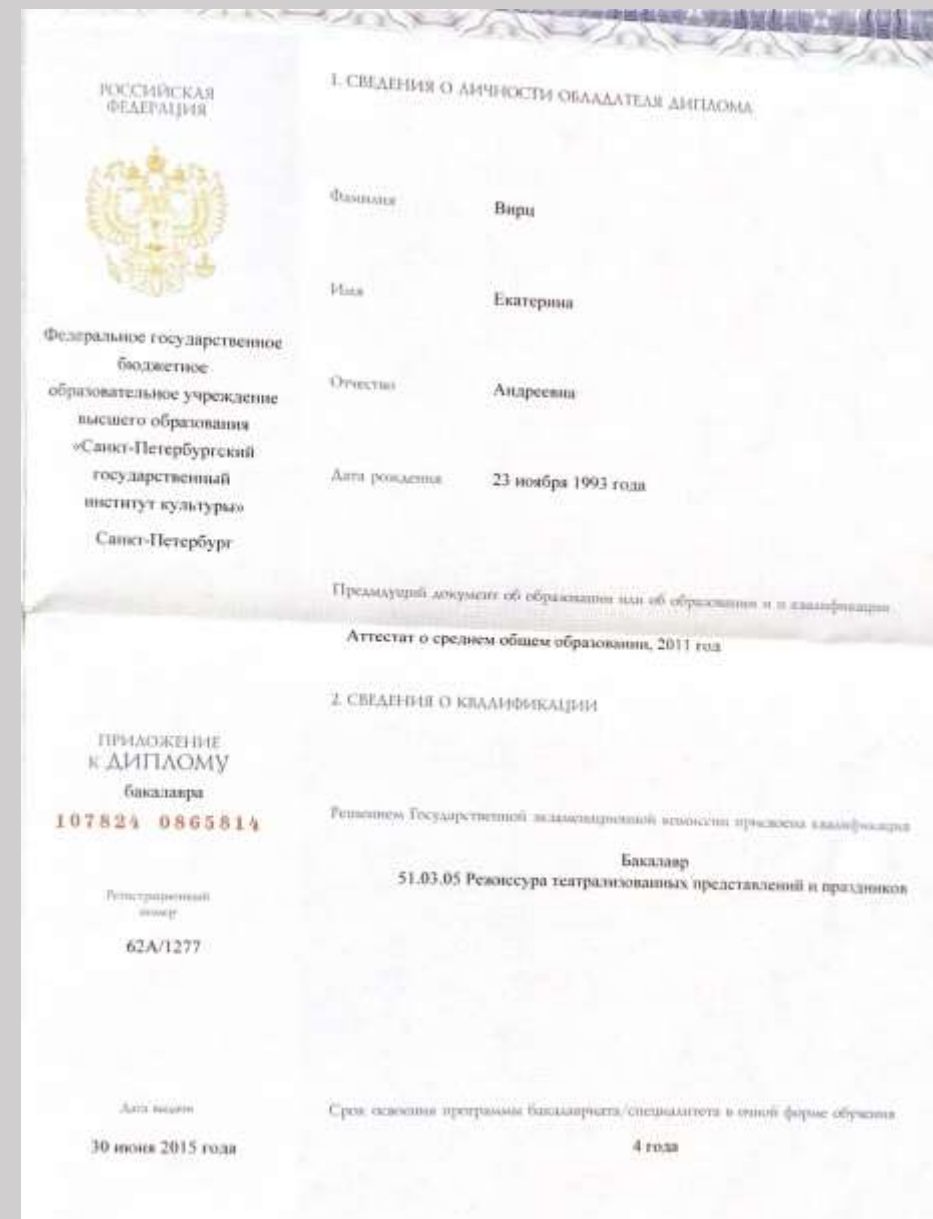 РОССИЙСКАЯ
ФЕДЕРАЦИЯ
Федеральное государственное
бюджетное
образовательное учреждение
высшего образования
«Санкт-Петербургский
государственный
институт культуры»
Санкт-Петербург
ПРИЛОЖЕНИЕ
к ДИПЛОМУ
бакалавра
107824 0865814
Регистрационный
номер
62А/1277
Дата выдачи
30 июня 2015 года
1. СВЕДЕНИЯ О ЛИЧНОСТИ ОБЛАДАТЕЛЯ ДИПЛОМА
Фамилия Вирц
Имя Екатерина
Отчество Андреевна
Дата рождения 23 ноября 1993 года
Предыдущий документ об образовании или об образовании и о квалификации
Аттестат о среднем общем образовании, 2011 год
2. СВЕДЕНИЯ О КВАЛИФИКАЦИИ
Решением Государственной экзаменационной комиссии присвоена квалификация
Бакалавр
51.03.05 Режиссура театрализованных представлений и праздников
Срок освоения программы бакалавриата/специалитета в очной форме обучения
4 года